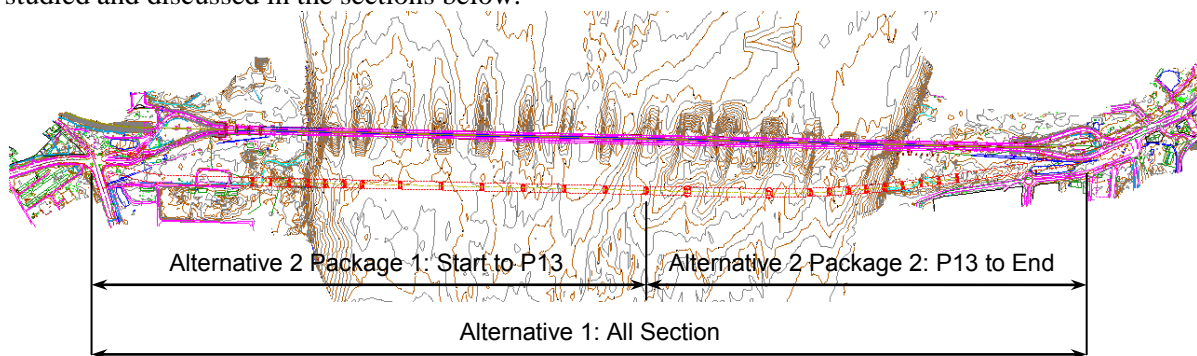 studied and discussed in the sections below.
Alternative 2 Package 1: Start to P13
Alternative 2 Package 2: P13 to End
Alternative 1: All Section